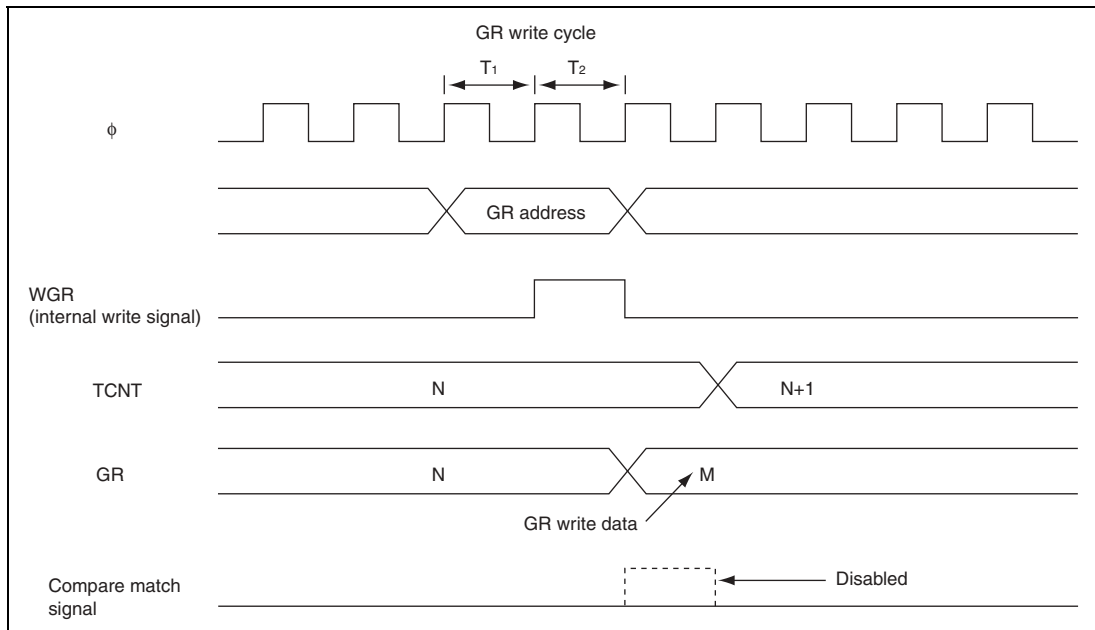 GR write cycle
T1 T2
ϕ
GR address
WGR
(internal write signal)
TCNT N N+1
GR N M
GR write data
Compare match
signal
Disabled